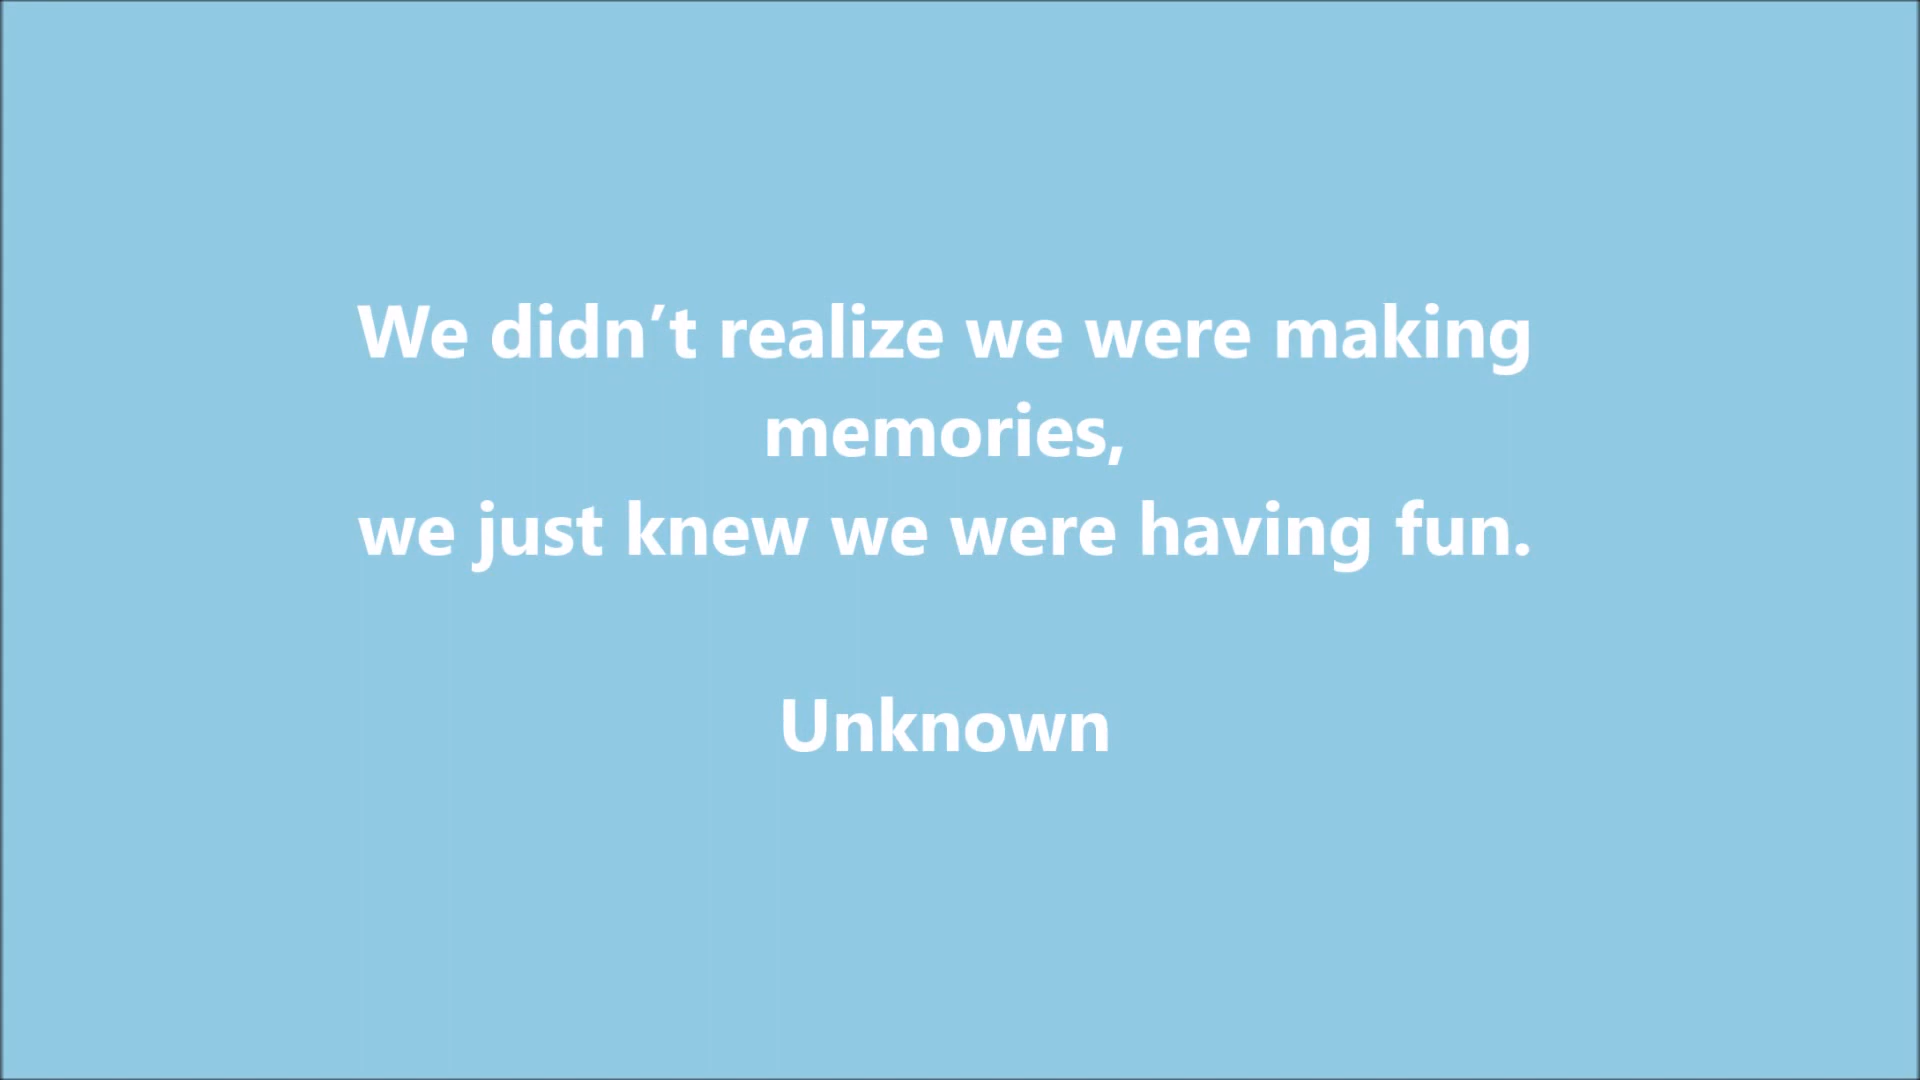 We didn’t realize we were making
memories,
we just knew we were having fun.
Unknown